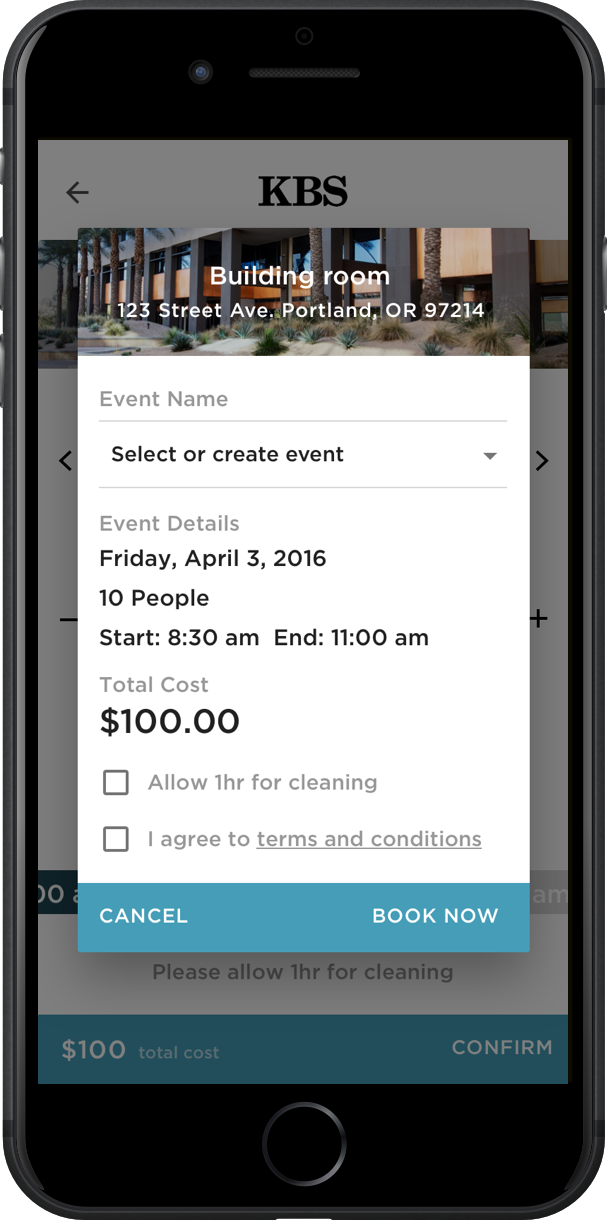 KBS
Building room
123 Street Ave. Portland, OR 97214
Event Name
Select or create event
Event Details
Friday, April 3, 2016
10 People
Start: 8:30 am End: 11:00 am
Total Cost
$100.00
Allow 1hr for cleaning
I agree to terms and conditions
am
CANCEL BOOK NOW
Please allow 1hr for cleaning
$100 total cost CONFIRM